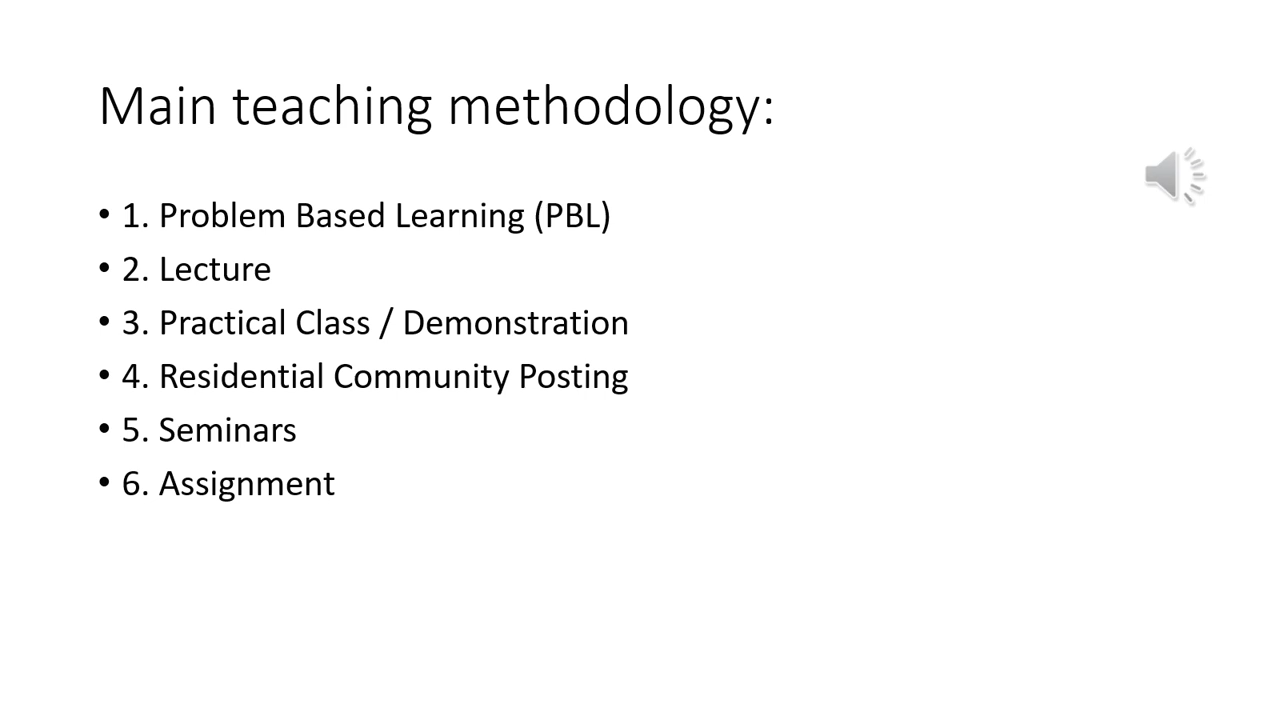 Main teaching methodology:
• 1. Problem Based Learning (PBL)
• 2. Lecture
• 3. Practical Class / Demonstration
• 4. Residential Community Posting
• 5. Seminars
• 6. Assignment